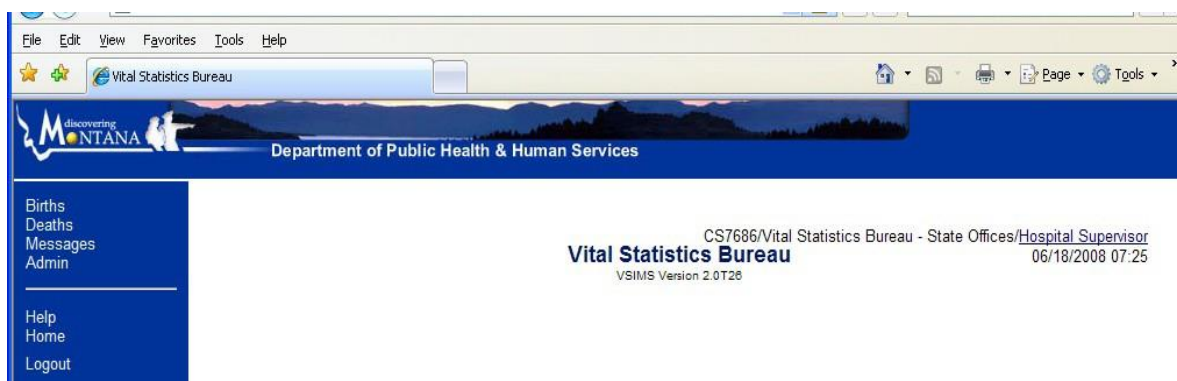 File Edit View Favorites Tools Help
Vital Statistics Bureau
Page Tools
discovering
MONTANA
Department of Public Health & Human Services
Births
Deaths
Messages
Admin
Help
Home
Logout
CS7686/Vital Statistics Bureau - State Offices/Hospital Supervisor
Vital Statistics Bureau 06/18/2008 07:25
VSIMS Version 2.0T26